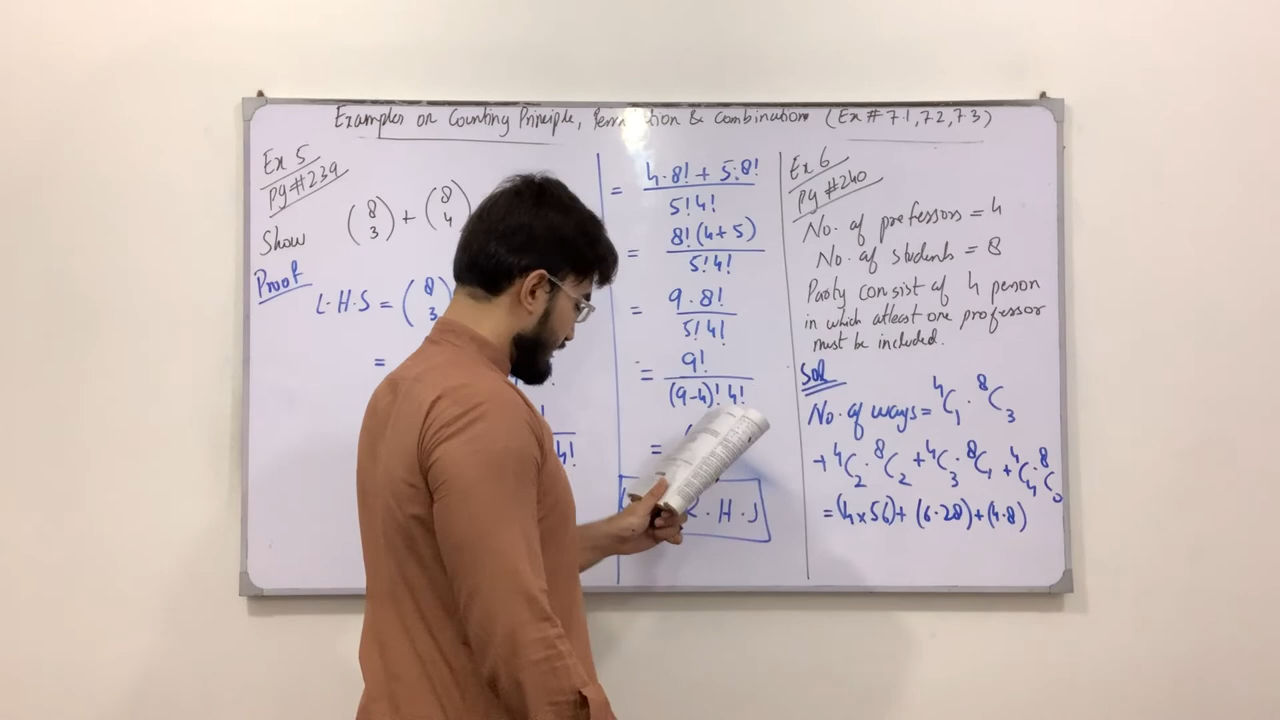 Examples on Counting Principle, Permutation & Combination (Ex # 7.1, 7.2, 7.3)
Ex 5
Pg #239
Show (8 3) + (8 4)
Proof
L.H.S = (8 3)
=
4!
= 4·8! + 5·8! / 5! 4!
= 8! (4+5) / 5! 4!
= 9·8! / 5! 4!
= 9! / (9-4)! 4!
=
R.H.S
Ex 6
Pg #240
No. of prefessors = 4
No. of students = 8
Party consist of 4 person
in which atleast one professor
must be included.
Sol
No. of ways = ⁴C₁ · ⁸C₃
+ ⁴C₂ · ⁸C₂ + ⁴C₃ · ⁸C₁ + ⁴C₄ · ⁸C₀
= (4×56) + (6·28) + (4·8)